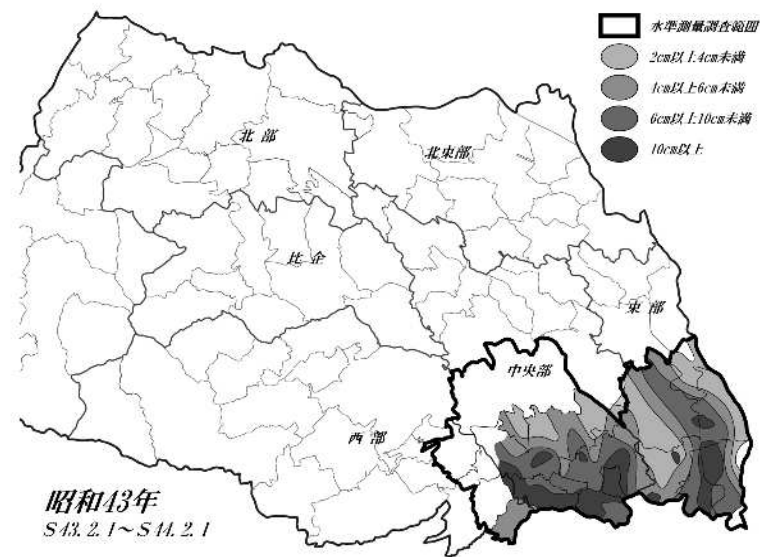 水準測量調査範囲
2cm以上4cm未満
4cm以上6cm未満
6cm以上10cm未満
10cm以上
北部
北東部
比企
東部
中央部
西部
昭和43年
S43.2.1～S44.2.1